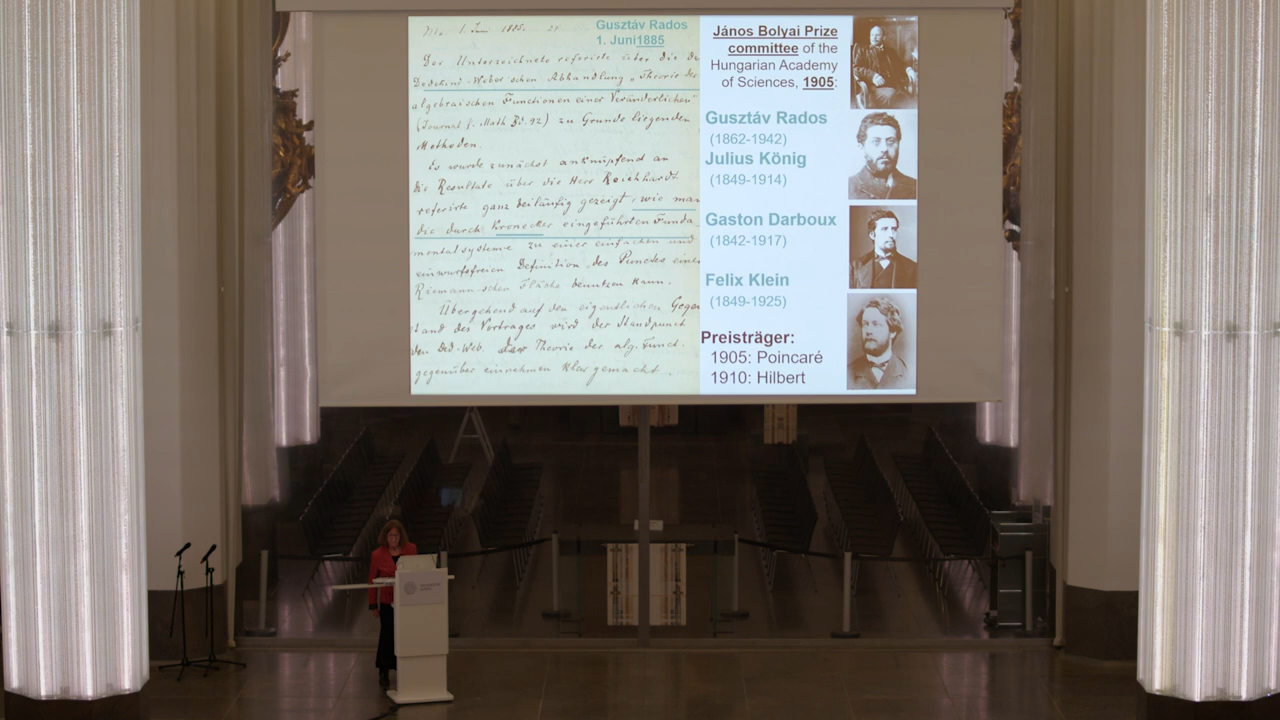 Mo. 1. Juni 1885.
Gusztáv Rados
1. Juni1885
Der Unterzeichnete referirte über die
Dedekind-Weber'schen Abhandlung „Theorie der
algebraischen Functionen einer Veränderlichen"
(Journal f. Math Bd. 92) zu Grunde liegenden
Methoden.
Es wurde zunächst anknüpfend an
die Resultate über die Herr Reichhardt
referirte ganz beiläufig gezeigt, wie man
die durch Kronecker eingeführten Funda
mentalsysteme zu einer einfachen und
einwurfsfreien Definition des Punctes eines
Riemann'schen Fläche benutzen kann.
Übergehend auf den eigentlichen Gegen
stand des Vortrages wird der Standpunkt
den Ded.-Web. der Theorie der alg. Funct.
gegenüber einnehmen klar gemacht.
János Bolyai Prize
committee of the
Hungarian Academy
of Sciences, 1905:
Gusztáv Rados
(1862-1942)
Julius König
(1849-1914)
Gaston Darboux
(1842-1917)
Felix Klein
(1849-1925)
Preisträger:
1905: Poincaré
1910: Hilbert